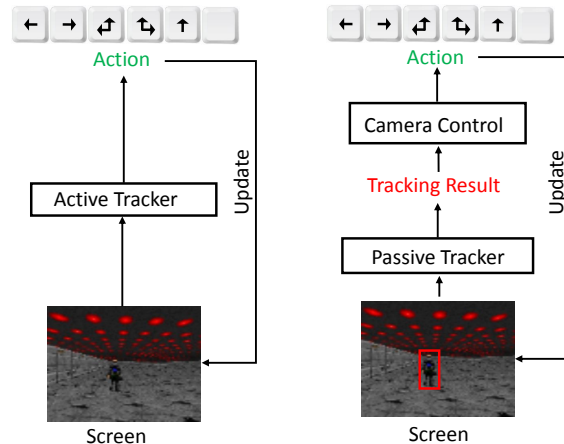 Action
Active Tracker
Update
Screen
Action
Camera Control
Tracking Result
Passive Tracker
Update
Screen